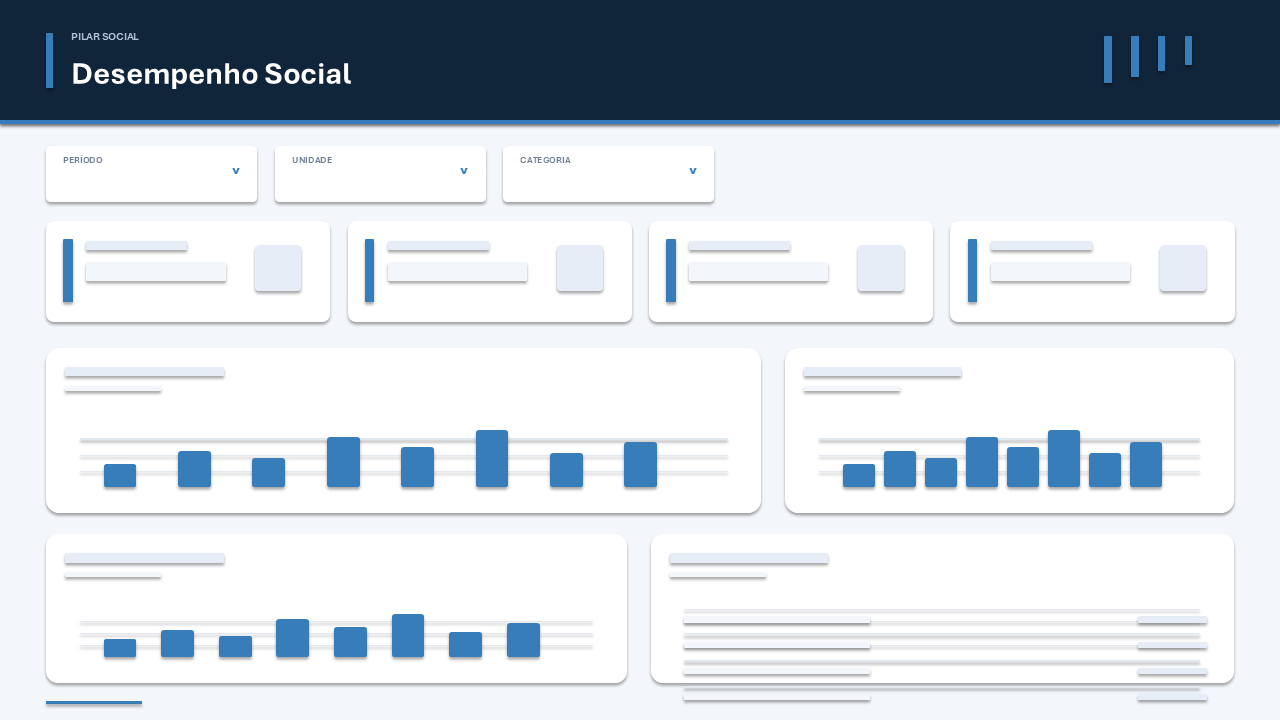 PILAR SOCIAL
Desempenho Social
PERÍODO
v
UNIDADE
v
CATEGORIA
v